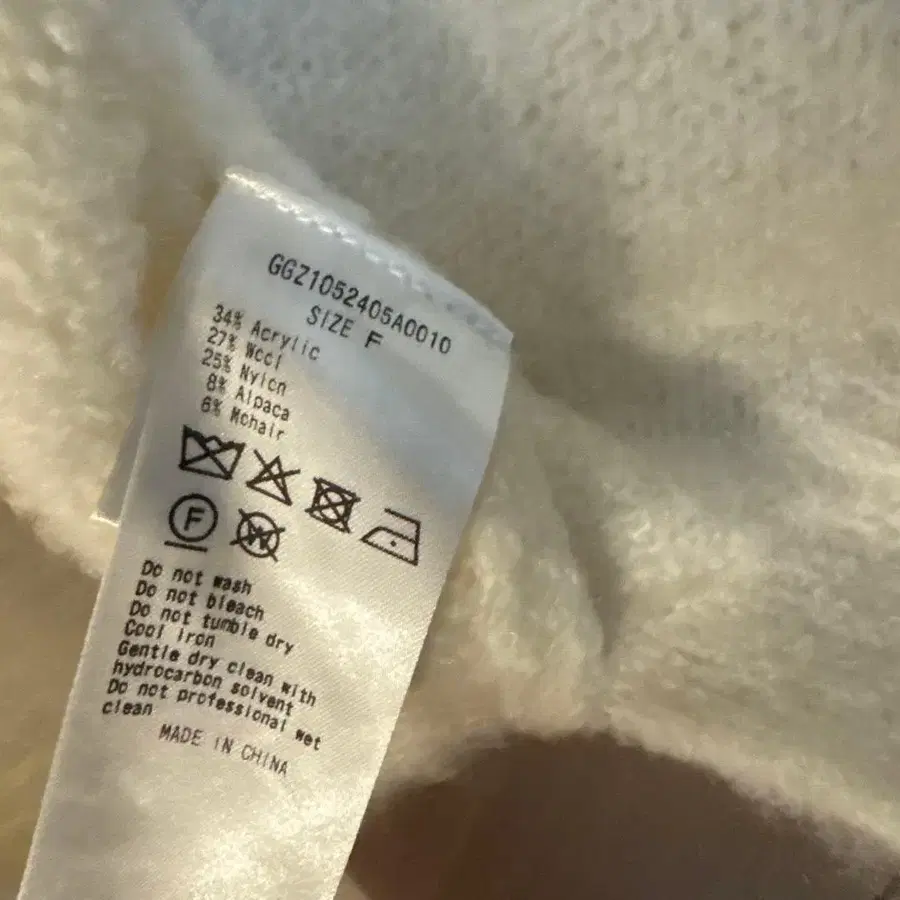 GGZ1052405A0010
SIZE F
34% Acrylic
27% Wool
25% Nylon
8% Alpaca
6% Mohair
F
W
Do not wash
Do not bleach
Do not tumble dry
Cool iron
Gentle dry clean with
hydrocarbon solvent
Do not professional wet
clean
MADE IN CHINA